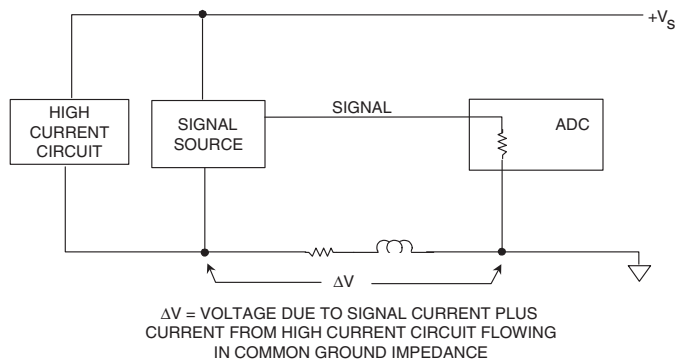 +VS
HIGH
CURRENT
CIRCUIT
SIGNAL
SOURCE
SIGNAL
ADC
ΔV
ΔV = VOLTAGE DUE TO SIGNAL CURRENT PLUS
CURRENT FROM HIGH CURRENT CIRCUIT FLOWING
IN COMMON GROUND IMPEDANCE